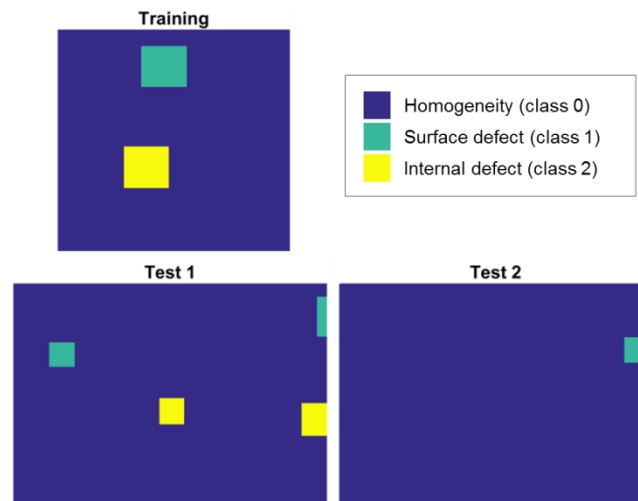 Training
Homogeneity (class 0)
Surface defect (class 1)
Internal defect (class 2)
Test 1
Test 2